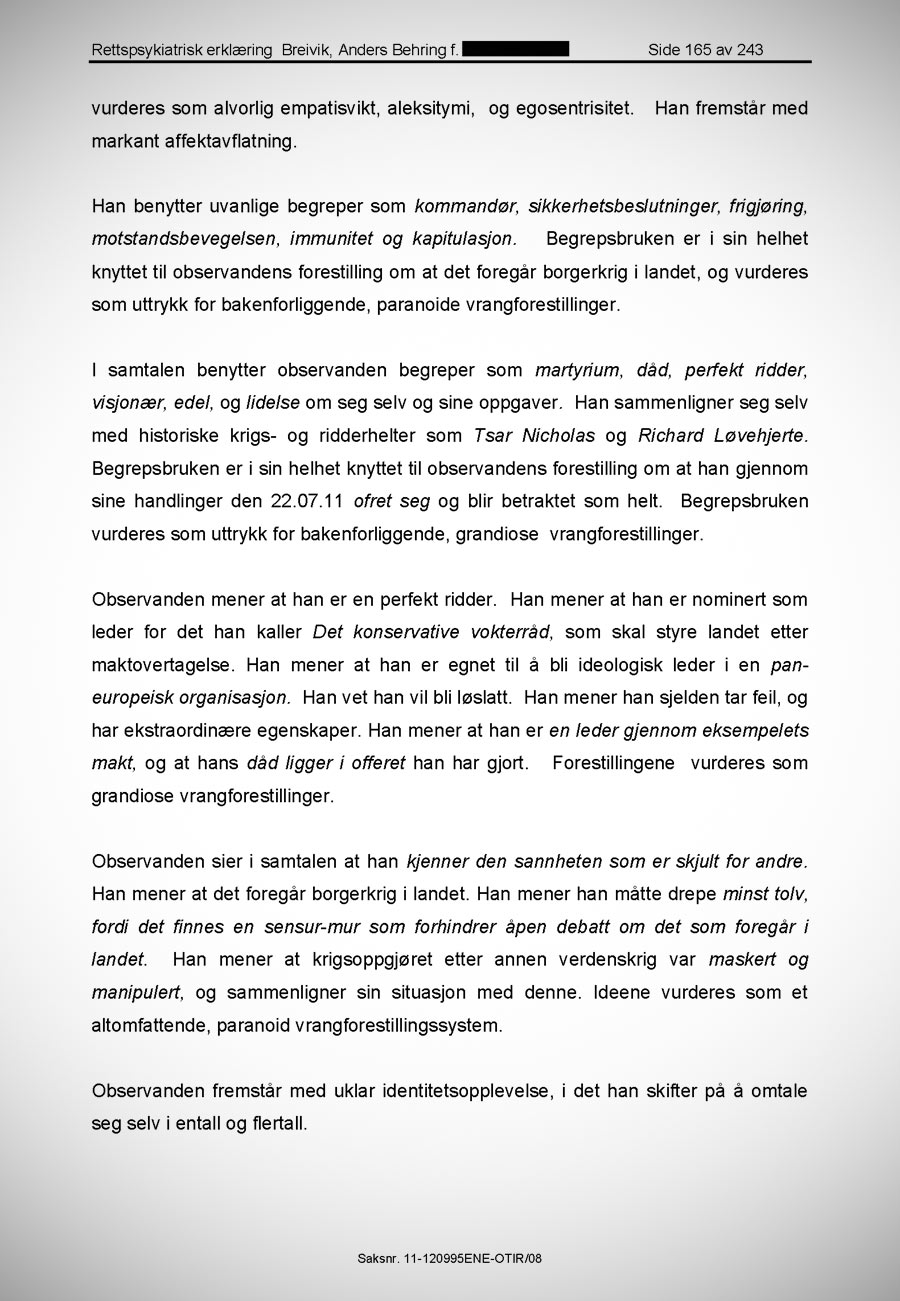 Rettspsykiatrisk erklæring Breivik, Anders Behring f. Side 165 av 243
vurderes som alvorlig empatisvikt, aleksitymi, og egosentrisitet. Han fremstår med
markant affektavflatning.
Han benytter uvanlige begreper som kommandør, sikkerhetsbeslutninger, frigjøring,
motstandsbevegelsen, immunitet og kapitulasjon. Begrepsbruken er i sin helhet
knyttet til observandens forestilling om at det foregår borgerkrig i landet, og vurderes
som uttrykk for bakenforliggende, paranoide vrangforestillinger.
I samtalen benytter observanden begreper som martyrium, dåd, perfekt ridder,
visjonær, edel, og lidelse om seg selv og sine oppgaver. Han sammenligner seg selv
med historiske krigs- og ridderhelter som Tsar Nicholas og Richard Løvehjerte.
Begrepsbruken er i sin helhet knyttet til observandens forestilling om at han gjennom
sine handlinger den 22.07.11 ofret seg og blir betraktet som helt. Begrepsbruken
vurderes som uttrykk for bakenforliggende, grandiose vrangforestillinger.
Observanden mener at han er en perfekt ridder. Han mener at han er nominert som
leder for det han kaller Det konservative vokterråd, som skal styre landet etter
maktovertagelse. Han mener at han er egnet til å bli ideologisk leder i en pan-
europeisk organisasjon. Han vet han vil bli løslatt. Han mener han sjelden tar feil, og
har ekstraordinære egenskaper. Han mener at han er en leder gjennom eksempelets
makt, og at hans dåd ligger i offeret han har gjort. Forestillingene vurderes som
grandiose vrangforestillinger.
Observanden sier i samtalen at han kjenner den sannheten som er skjult for andre.
Han mener at det foregår borgerkrig i landet. Han mener han måtte drepe minst tolv,
fordi det finnes en sensur-mur som forhindrer åpen debatt om det som foregår i
landet. Han mener at krigsoppgjøret etter annen verdenskrig var maskert og
manipulert, og sammenligner sin situasjon med denne. Ideene vurderes som et
altomfattende, paranoid vrangforestillingssystem.
Observanden fremstår med uklar identitetsopplevelse, i det han skifter på å omtale
seg selv i entall og flertall.
Saksnr. 11-120995ENE-OTIR/08